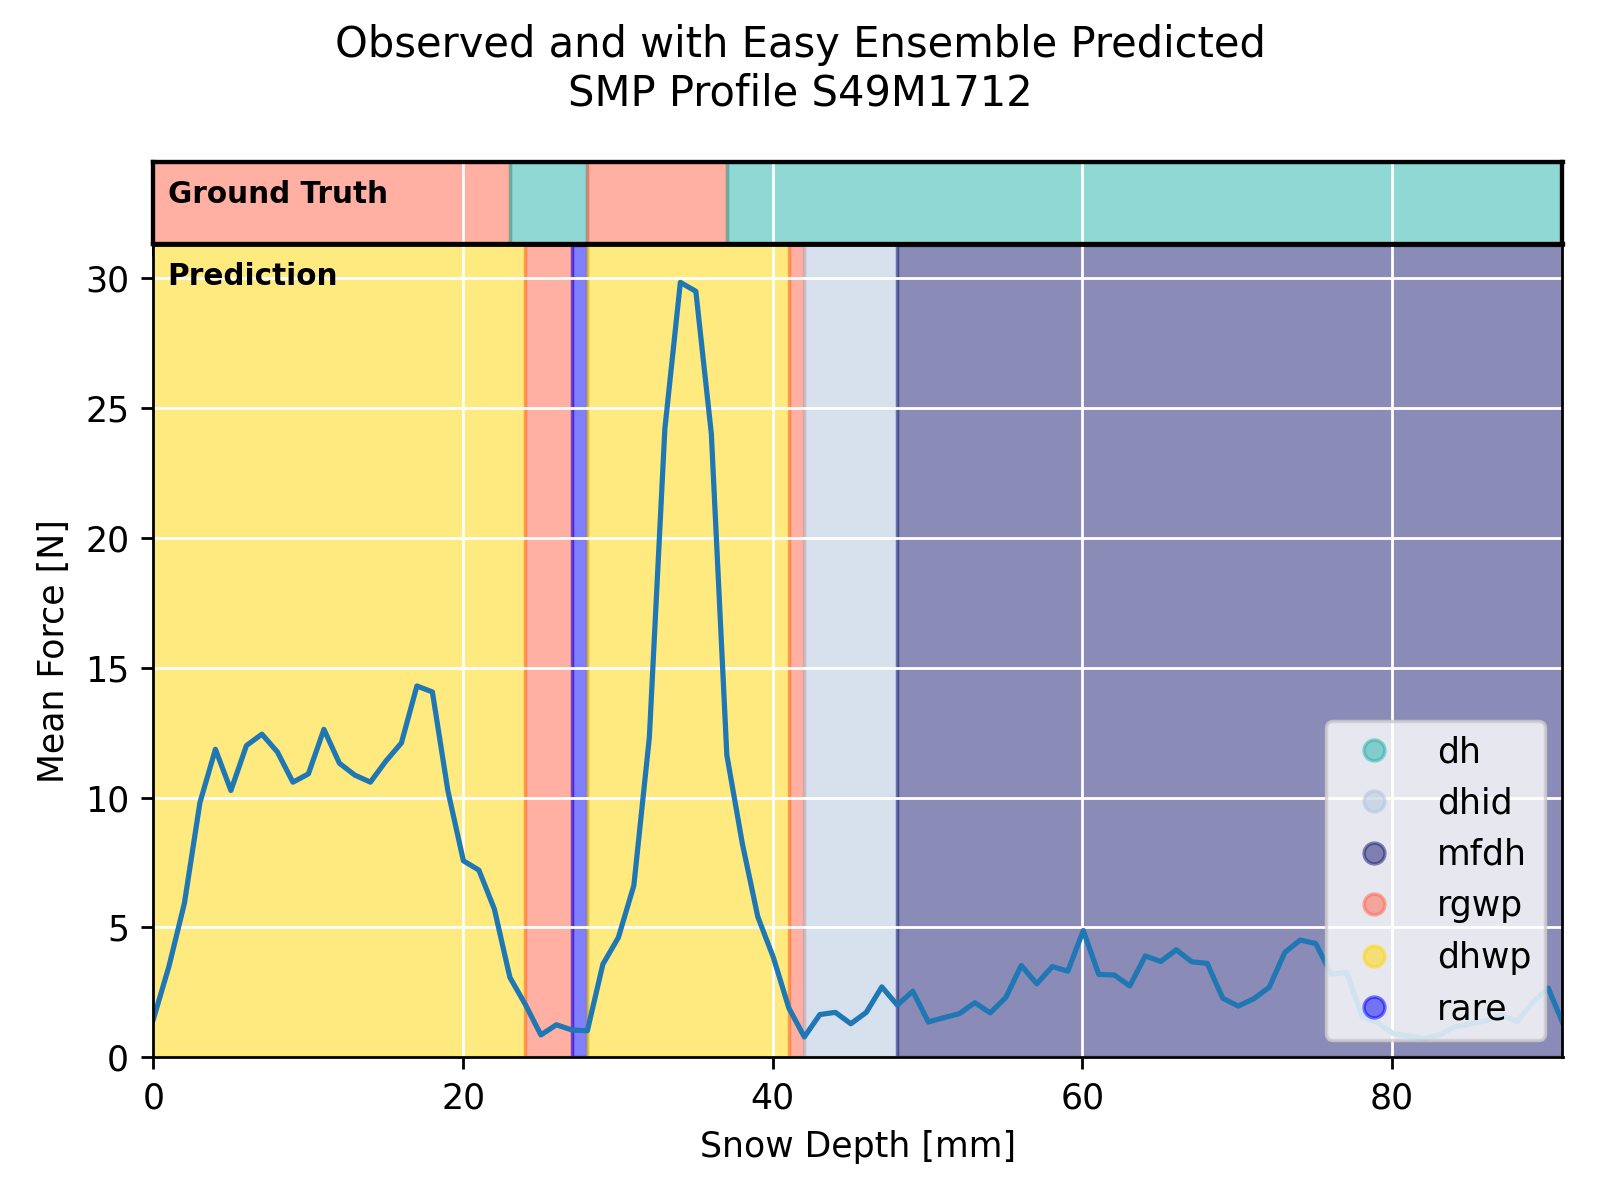 Observed and with Easy Ensemble Predicted
SMP Profile S49M1712
Ground Truth
Prediction
30
25
20
15
10
5
0
Mean Force [N]
dh
dhid
mfdh
rgwp
dhwp
rare
0 20 40 60 80
Snow Depth [mm]